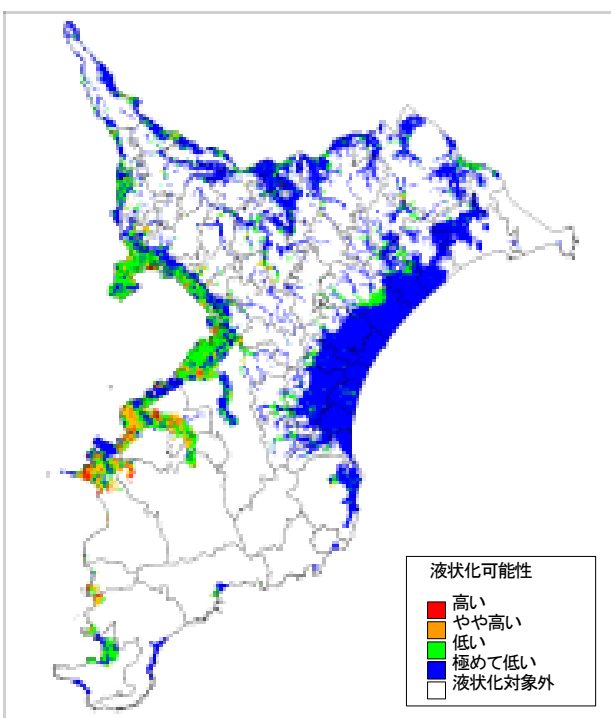 液状化可能性
高い
やや高い
低い
極めて低い
液状化対象外